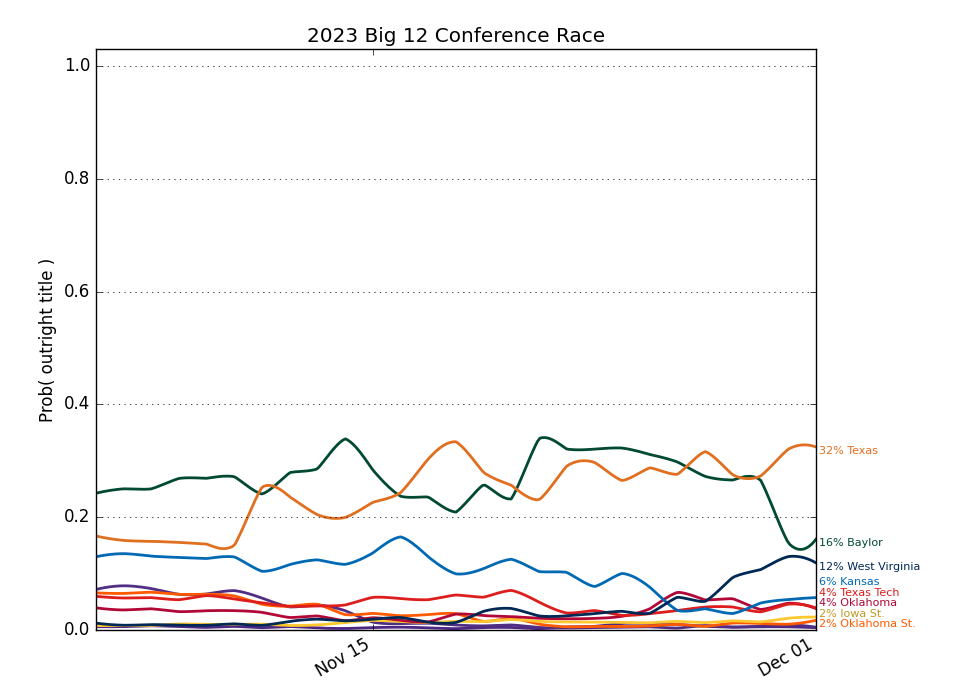 2023 Big 12 Conference Race
Prob( outright title )
1.0
0.8
0.6
0.4
0.2
0.0
Nov 15
Dec 01
32% Texas
16% Baylor
12% West Virginia
6% Kansas
4% Texas Tech
4% Oklahoma
2% Iowa St.
2% Oklahoma St.